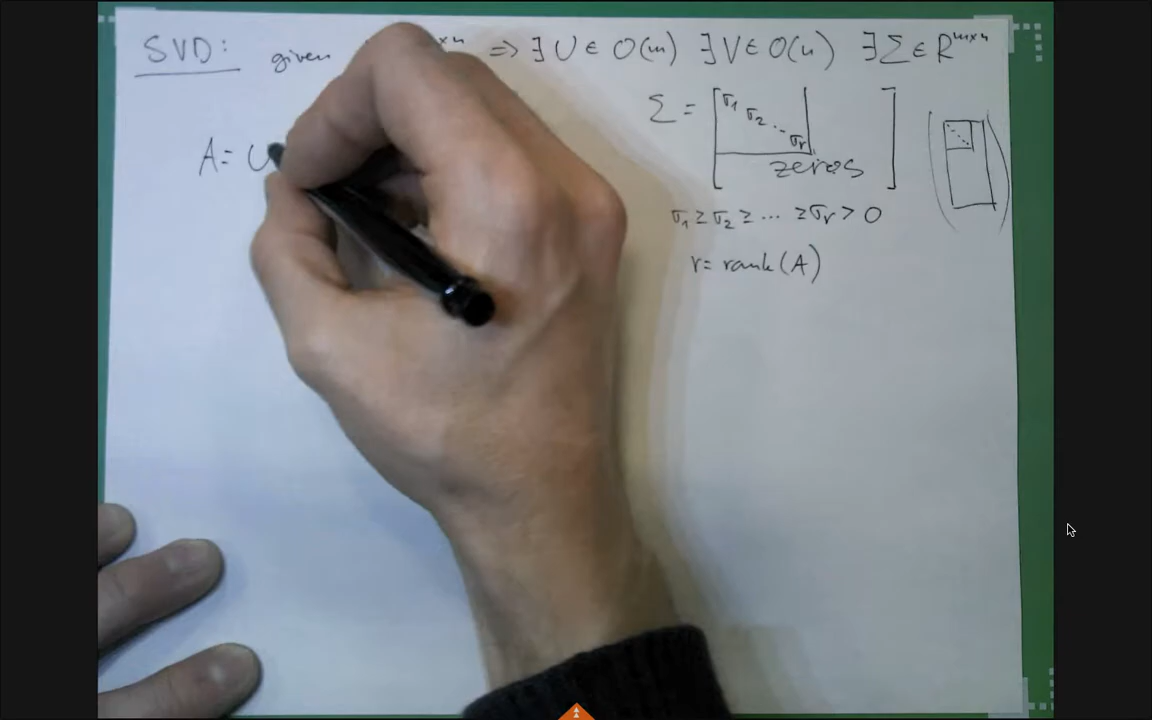 SVD: given ×n ⇒ ∃ U ∈ O(m) ∃ V ∈ O(n) ∃ Σ ∈ R^{m×n}
Σ = [ σ1 σ2 ⋱ σr zeros ]
A = U
σ1 ≥ σ2 ≥ ... ≥ σr > 0
r = rank(A)